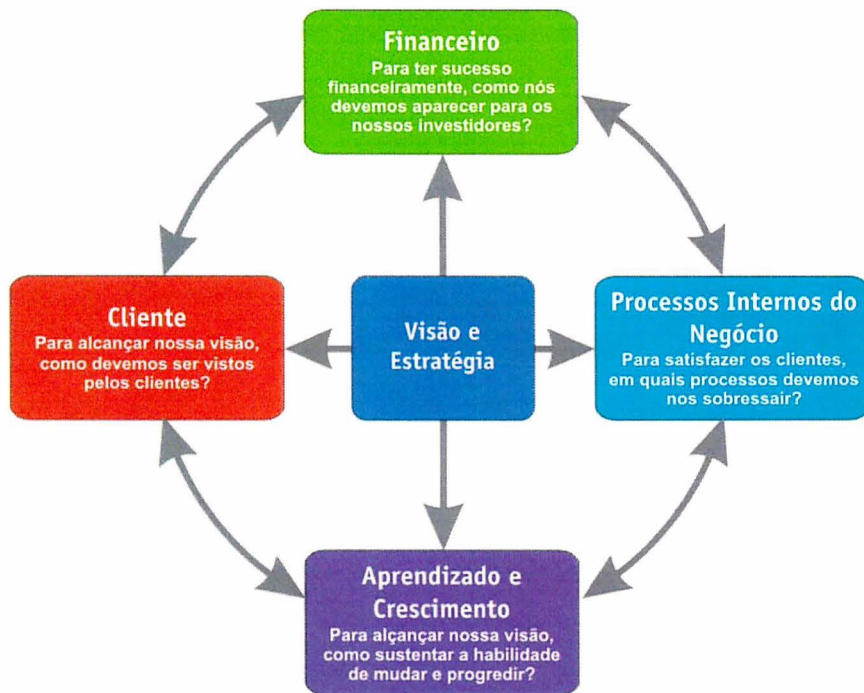 Financeiro
Para ter sucesso
financeiramente, como nós
devemos aparecer para os
nossos investidores?
Cliente
Para alcançar nossa visão,
como devemos ser vistos
pelos clientes?
Visão e
Estratégia
Processos Internos do
Negócio
Para satisfazer os clientes,
em quais processos devemos
nos sobressair?
Aprendizado e
Crescimento
Para alçançar nossa visão,
como sustentar a habilidade
de mudar e progredir?